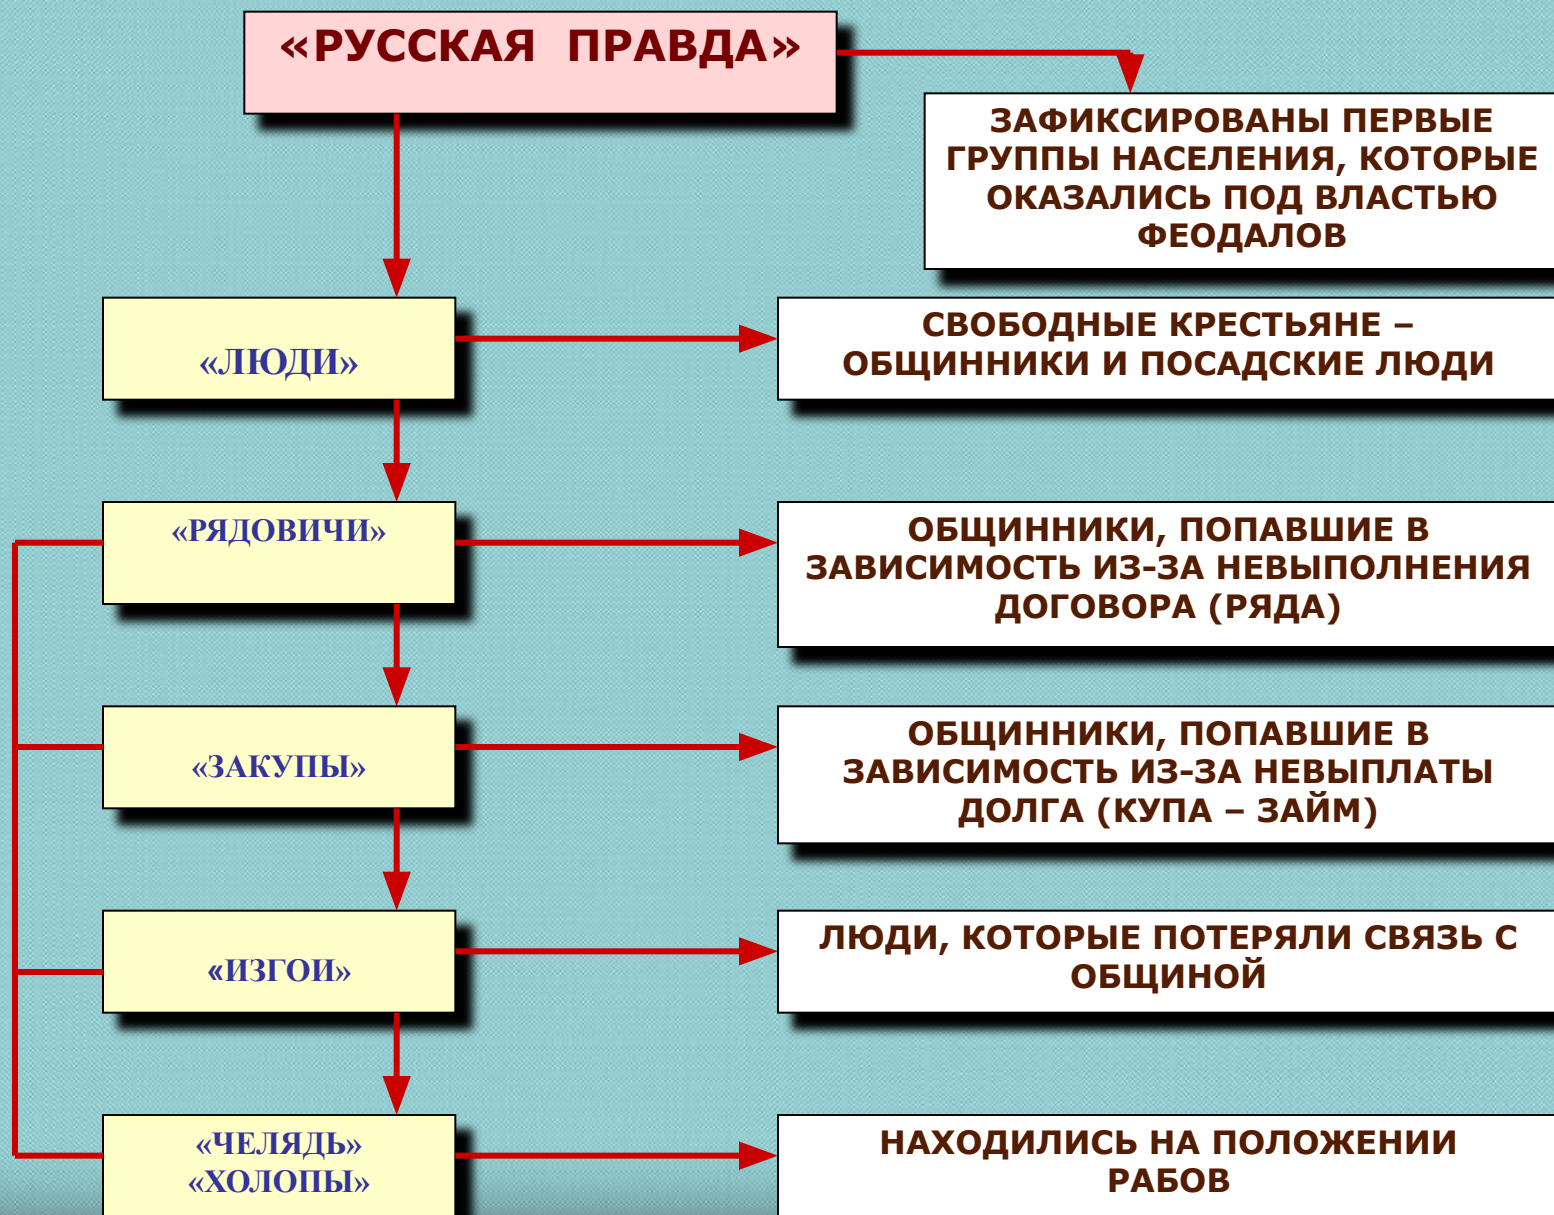 «РУССКАЯ ПРАВДА»
ЗАФИКСИРОВАНЫ ПЕРВЫЕ
ГРУППЫ НАСЕЛЕНИЯ, КОТОРЫЕ
ОКАЗАЛИСЬ ПОД ВЛАСТЬЮ
ФЕОДАЛОВ
«ЛЮДИ»
СВОБОДНЫЕ КРЕСТЬЯНЕ –
ОБЩИННИКИ И ПОСАДСКИЕ ЛЮДИ
«РЯДОВИЧИ»
ОБЩИННИКИ, ПОПАВШИЕ В
ЗАВИСИМОСТЬ ИЗ-ЗА НЕВЫПОЛНЕНИЯ
ДОГОВОРА (РЯДА)
«ЗАКУПЫ»
ОБЩИННИКИ, ПОПАВШИЕ В
ЗАВИСИМОСТЬ ИЗ-ЗА НЕВЫПЛАТЫ
ДОЛГА (КУПА – ЗАЙМ)
«ИЗГОИ»
ЛЮДИ, КОТОРЫЕ ПОТЕРЯЛИ СВЯЗЬ С
ОБЩИНОЙ
«ЧЕЛЯДЬ»
«ХОЛОПЫ»
НАХОДИЛИСЬ НА ПОЛОЖЕНИИ
РАБОВ